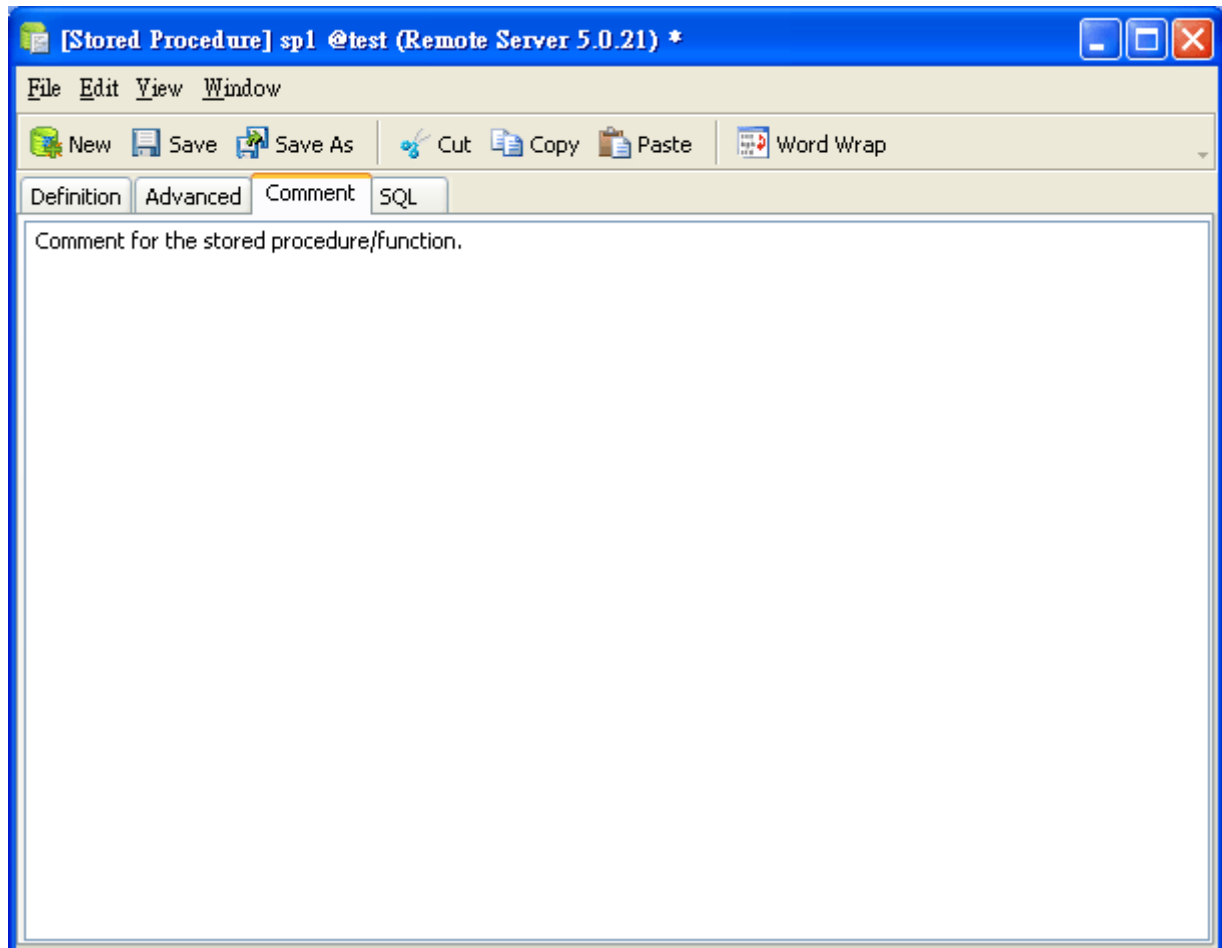 [Stored Procedure] sp1 @test (Remote Server 5.0.21) *
File Edit View Window
New Save Save As Cut Copy Paste Word Wrap
Definition Advanced Comment SQL
Comment for the stored procedure/function.